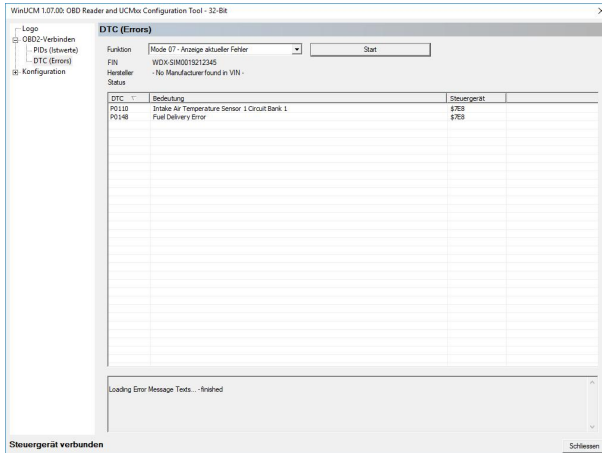 WinUCM 1.07.00: OBD Reader and UCMxx Configuration Tool - 32-Bit
Logo
OBD2-Verbinden
PIDs (Istwerte)
DTC (Errors)
Konfiguration
DTC (Errors)
Funktion Mode 07 - Anzeige aktueller Fehler Start
FIN WDX-SIM0019212345
Hersteller - No Manufacturer found in VIN -
Status
DTC Bedeutung Steuergerät
P0110 Intake Air Temperature Sensor 1 Circuit Bank 1 $7E8
P0148 Fuel Delivery Error $7E8
Loading Error Message Texts... - finished
Steuergerät verbunden
Schliessen